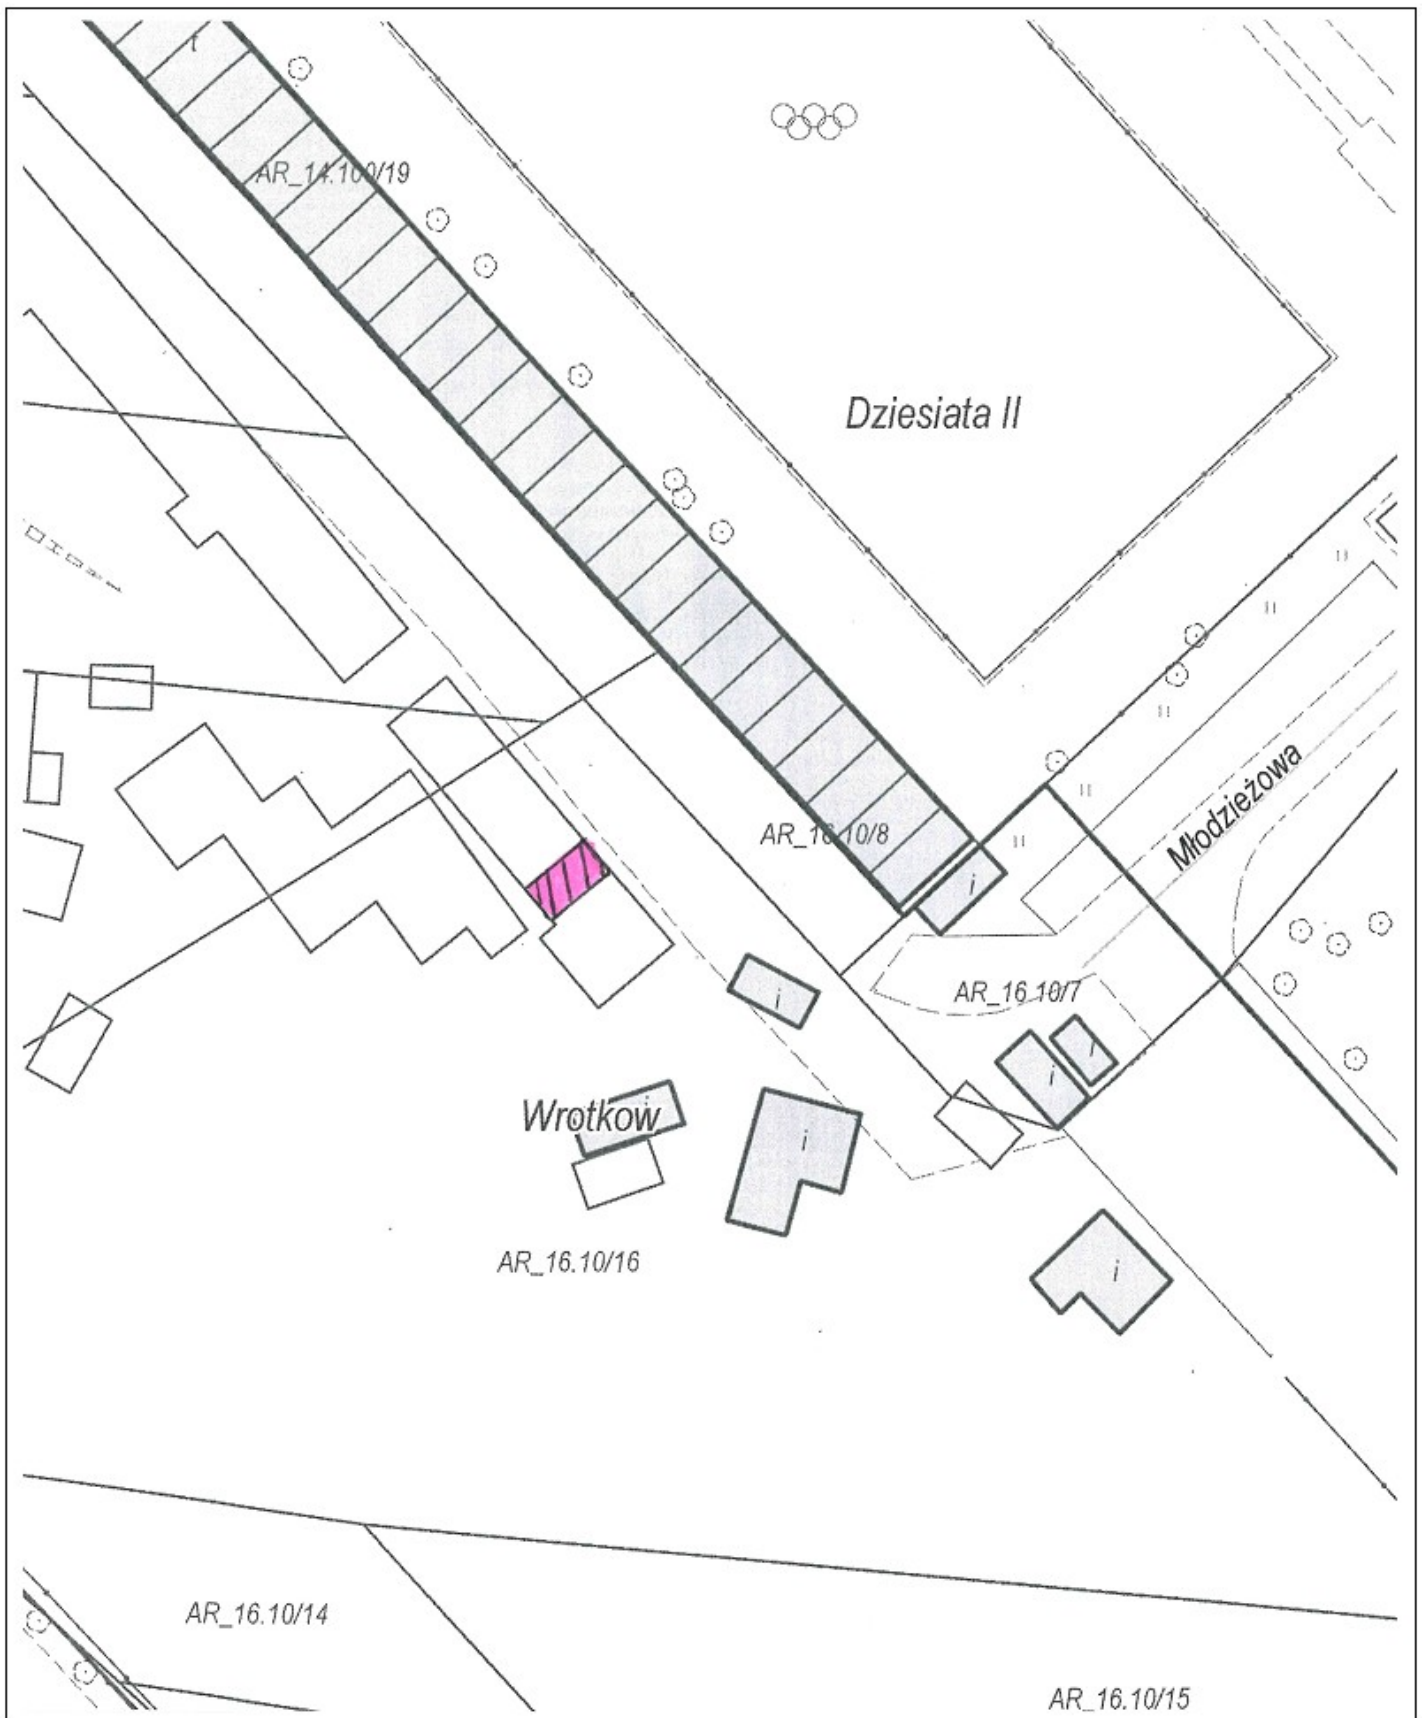 t
AR_14.100/19
Dziesiata II
Młodzieżowa
AR_16.10/8
i
AR_16.10/7
i
i
i
Wrotkow
i
i
AR_16.10/16
i
AR_16.10/14
AR_16.10/15